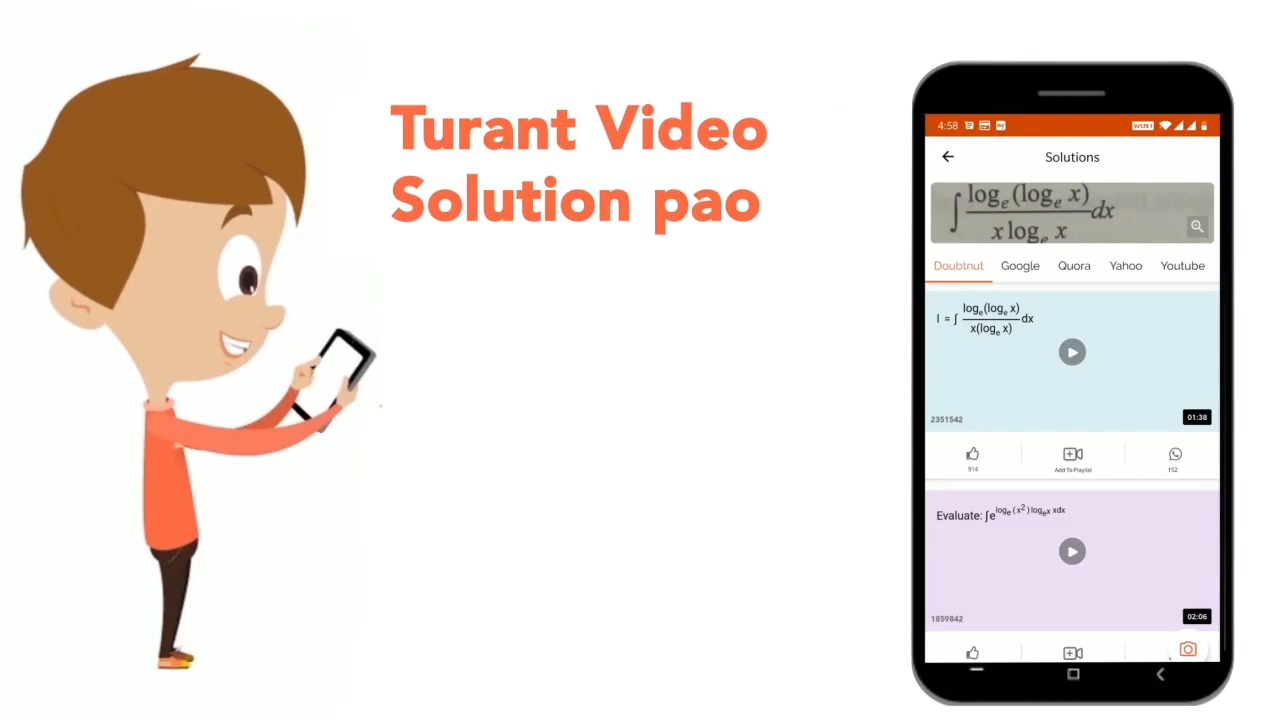 Turant Video
Solution pao
4:58
VoLTE1
Solutions
∫ logₑ(logₑ x) / x logₑ x dx
Doubtnut Google Quora Yahoo Youtube
I = ∫ logₑ(logₑ x) / x(logₑ x) dx
2351542 01:38
914 Add To Playlist 152
Evaluate: ∫e^logₑ(x²)logₑx xdx
1859842 02:06